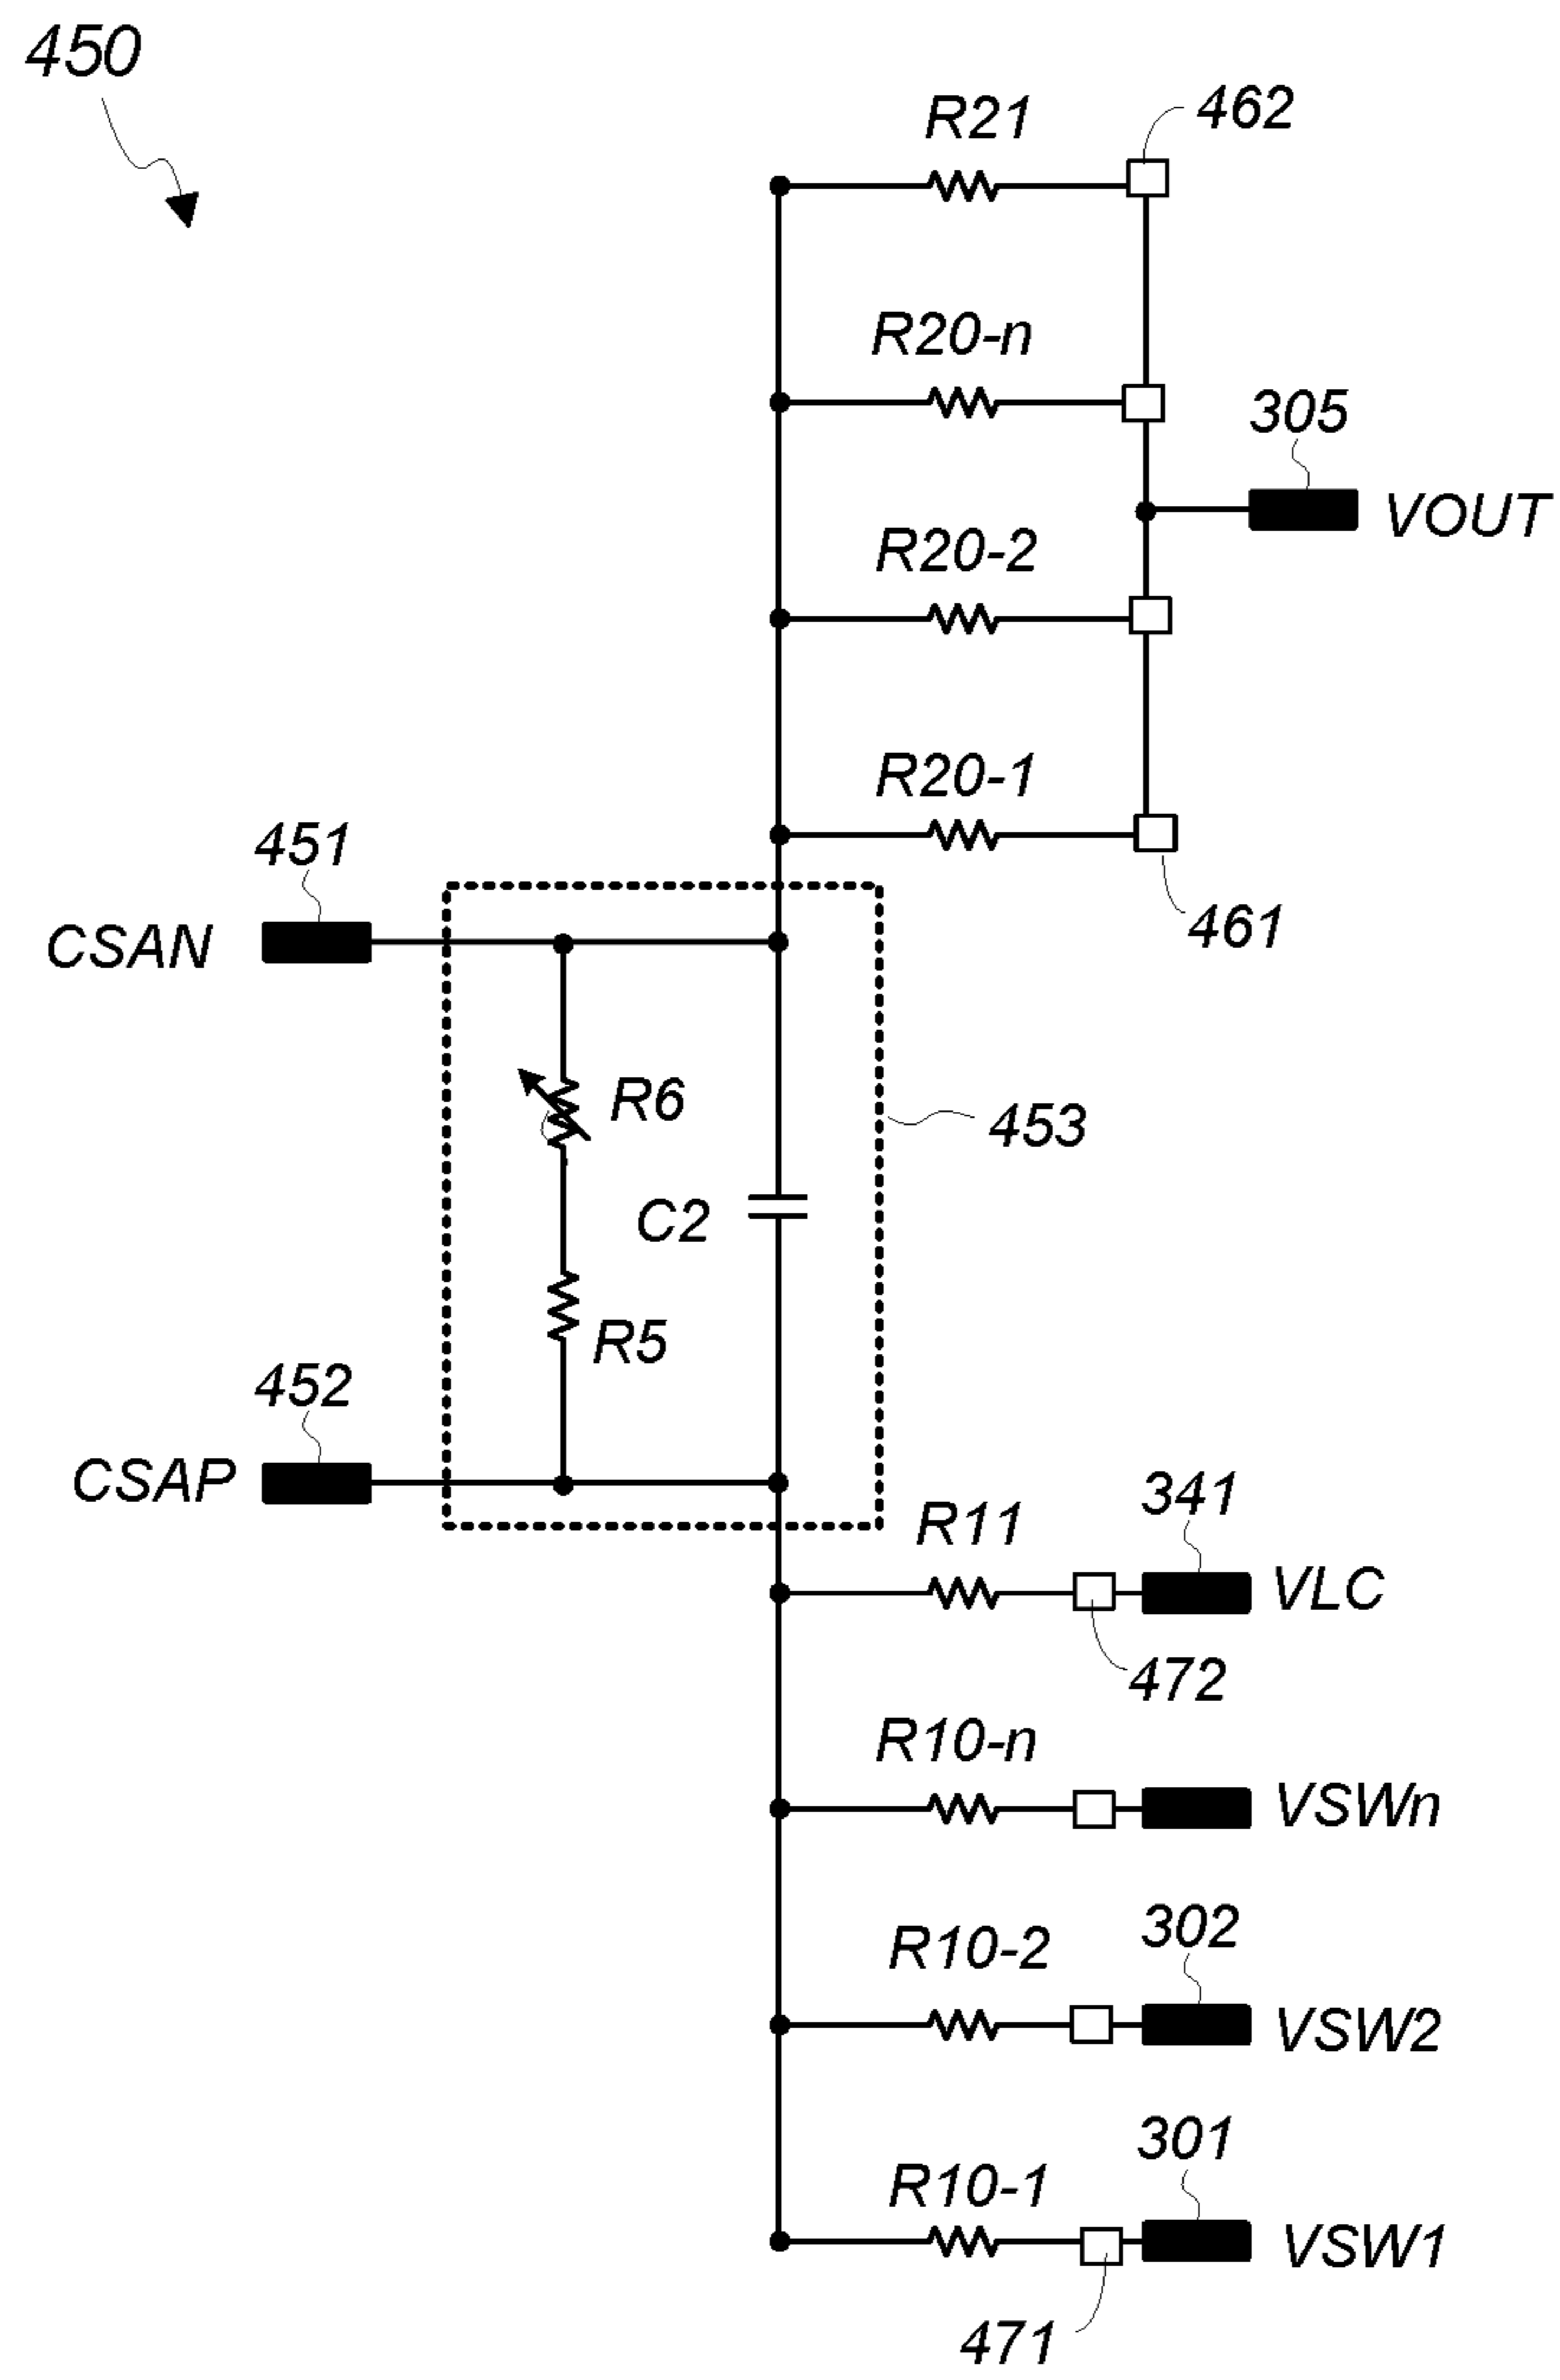 450
R21
462
R20-n
305
VOUT
R20-2
R20-1
451
CSAN
461
R6
453
C2
R5
452
CSAP
341
R11
VLC
472
R10-n
VSWn
302
R10-2
VSW2
301
R10-1
VSW1
471